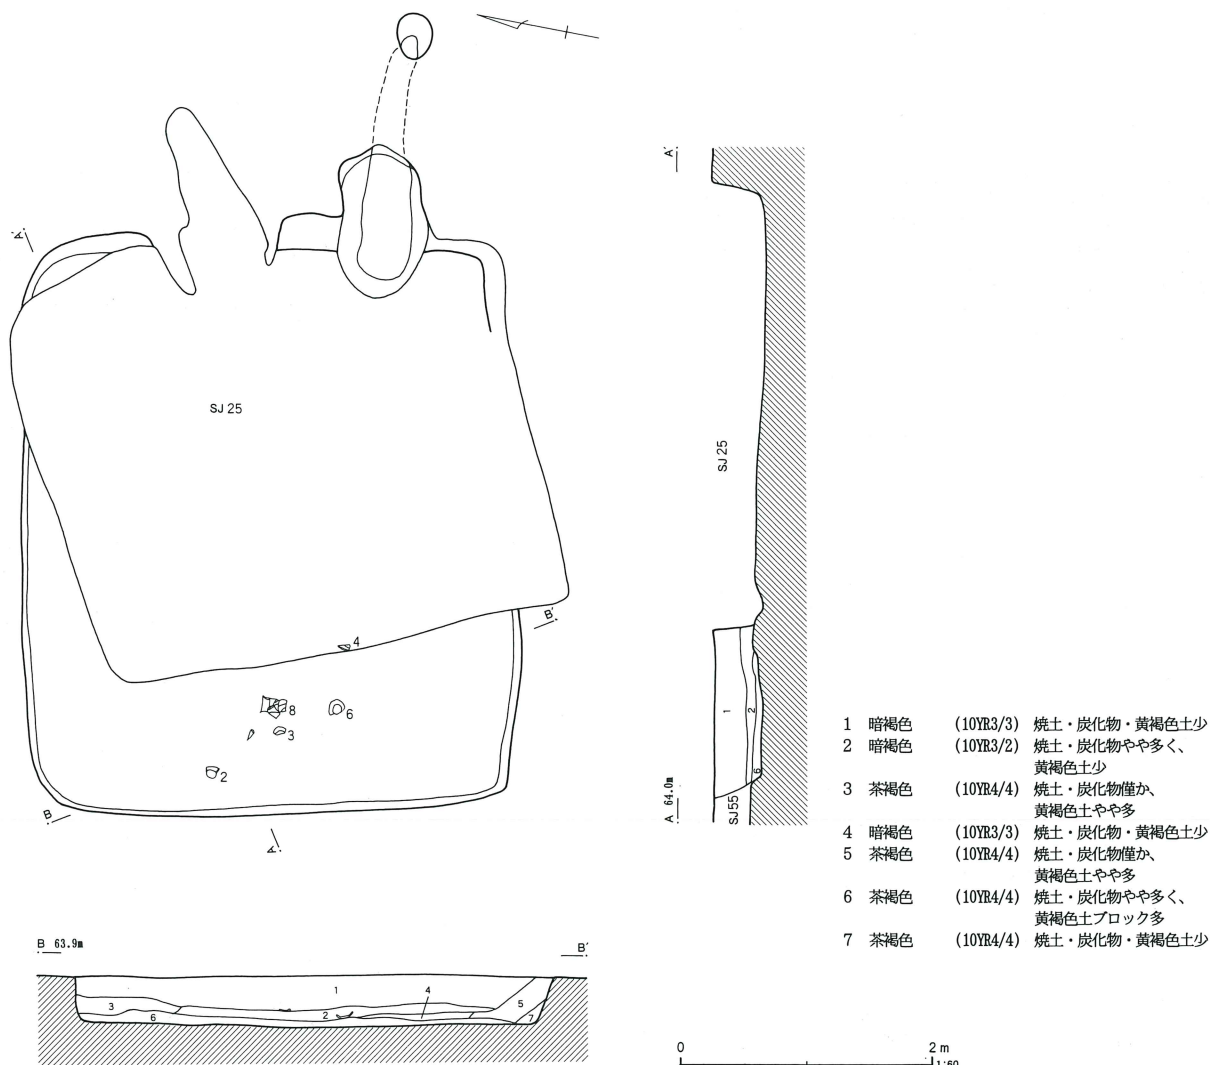 A'
SJ 25
B'
4
8
6
3
2
B
A
A'
SJ 25
1
2
6
A 64.0m
SJ 55
1 暗褐色 (10YR3/3) 焼土・炭化物・黄褐色土少
2 暗褐色 (10YR3/2) 焼土・炭化物やや多く、
黄褐色土少
3 茶褐色 (10YR4/4) 焼土・炭化物僅か、
黄褐色土やや多
4 暗褐色 (10YR3/3) 焼土・炭化物・黄褐色土少
5 茶褐色 (10YR4/4) 焼土・炭化物僅か、
黄褐色土やや多
6 茶褐色 (10YR4/4) 焼土・炭化物やや多く、
黄褐色土ブロック多
7 茶褐色 (10YR4/4) 焼土・炭化物・黄褐色土少
B 63.9m
B'
1
4
3
5
6
2
7
0
2 m
1:60